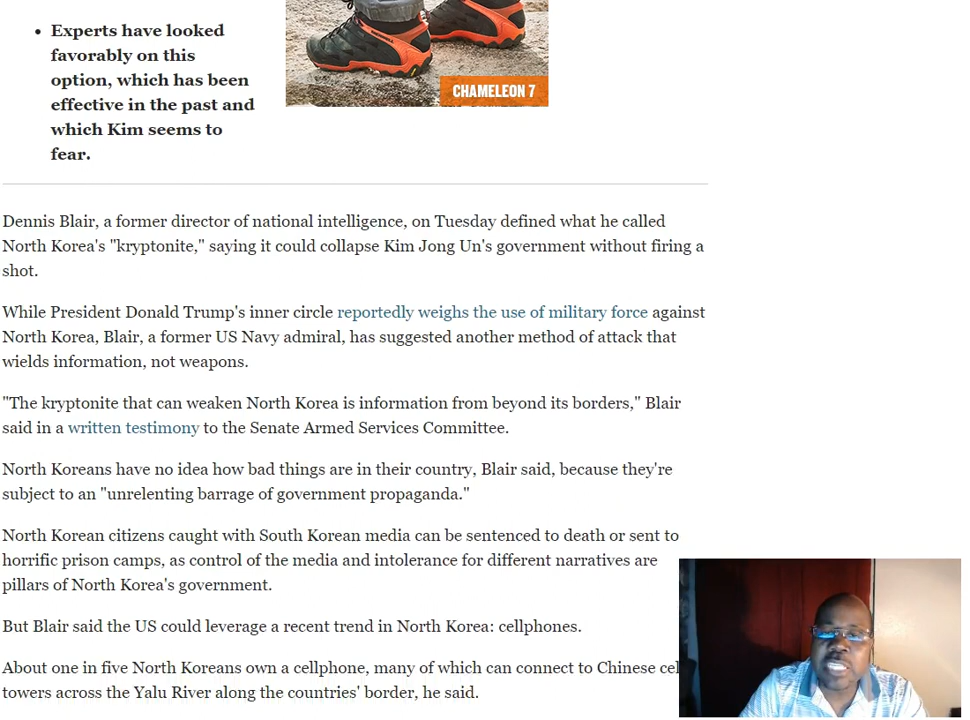 • Experts have looked
favorably on this
option, which has been
effective in the past and
which Kim seems to
fear.
CHAMELEON 7
Dennis Blair, a former director of national intelligence, on Tuesday defined what he called
North Korea's "kryptonite," saying it could collapse Kim Jong Un's government without firing a
shot.
While President Donald Trump's inner circle reportedly weighs the use of military force against
North Korea, Blair, a former US Navy admiral, has suggested another method of attack that
wields information, not weapons.
"The kryptonite that can weaken North Korea is information from beyond its borders," Blair
said in a written testimony to the Senate Armed Services Committee.
North Koreans have no idea how bad things are in their country, Blair said, because they're
subject to an "unrelenting barrage of government propaganda."
North Korean citizens caught with South Korean media can be sentenced to death or sent to
horrific prison camps, as control of the media and intolerance for different narratives are
pillars of North Korea's government.
But Blair said the US could leverage a recent trend in North Korea: cellphones.
About one in five North Koreans own a cellphone, many of which can connect to Chinese cel
towers across the Yalu River along the countries' border, he said.